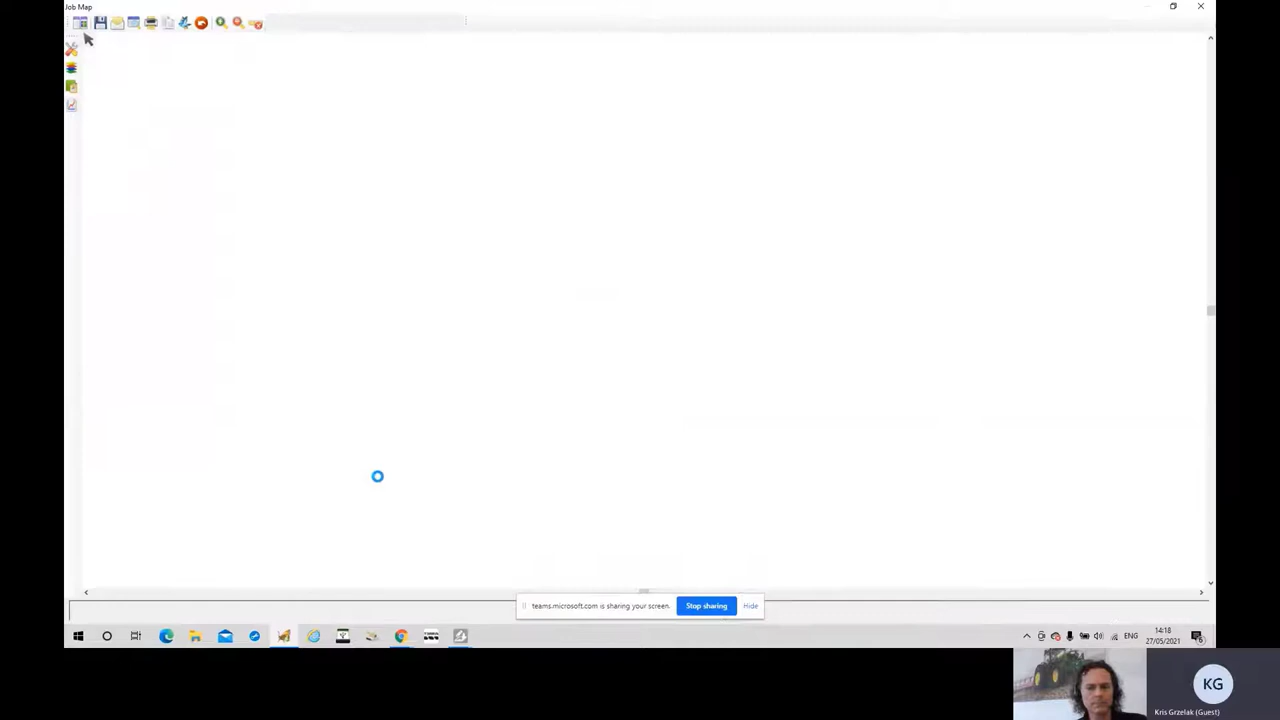 Job Map
teams.microsoft.com is sharing your screen.
Stop sharing
Hide
ENG
14:18
27/05/2021
KG
Kris Grzelak (Guest)